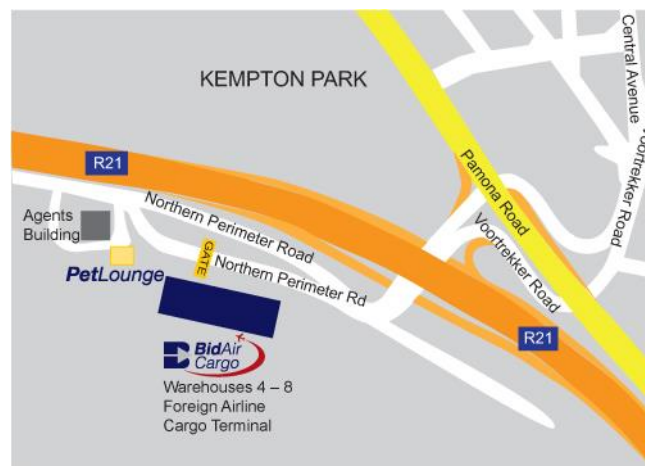 KEMPTON PARK
Central Avenue
Voortrekker Road
R21
Pamona Road
Northern Perimeter Road
Voortrekker Road
Agents
Building
GATE
Northern Perimeter Rd
PetLounge
R21
BidAir
Cargo
Warehouses 4 – 8
Foreign Airline
Cargo Terminal